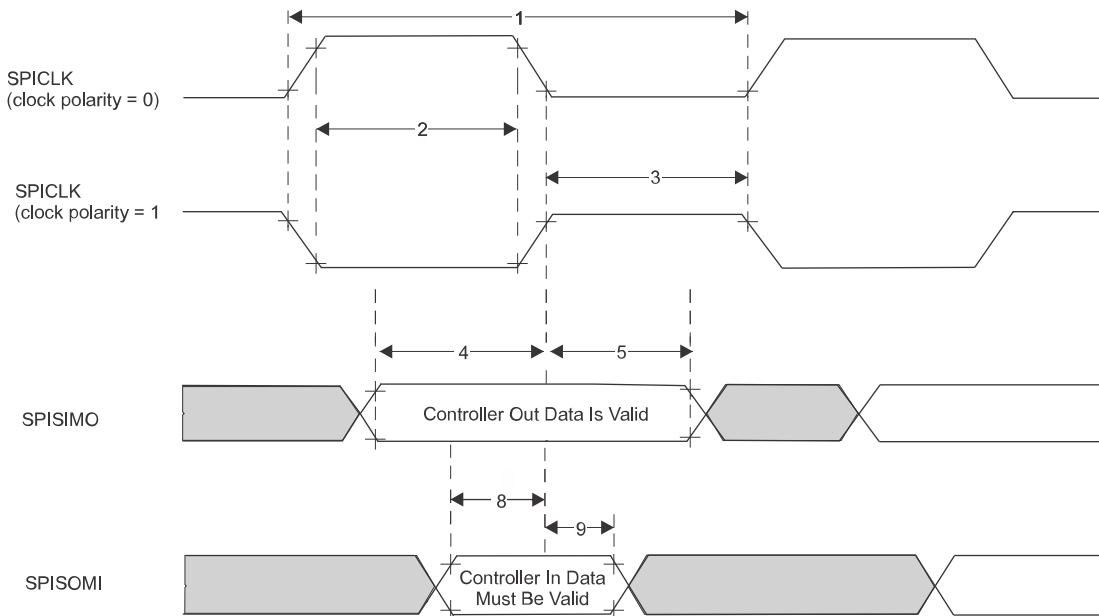 1
SPICLK
(clock polarity = 0)
2
3
SPICLK
(clock polarity = 1
4
5
SPISIMO
Controller Out Data Is Valid
8
9
SPISOMI
Controller In Data
Must Be Valid